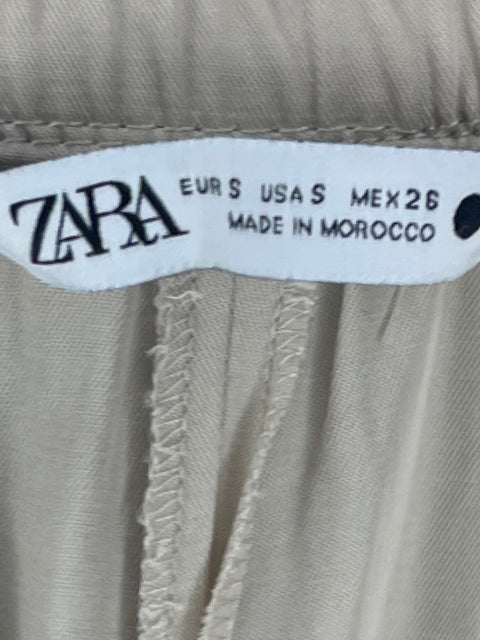 ZARA
EUR S USA S MEX 26
MADE IN MOROCCO